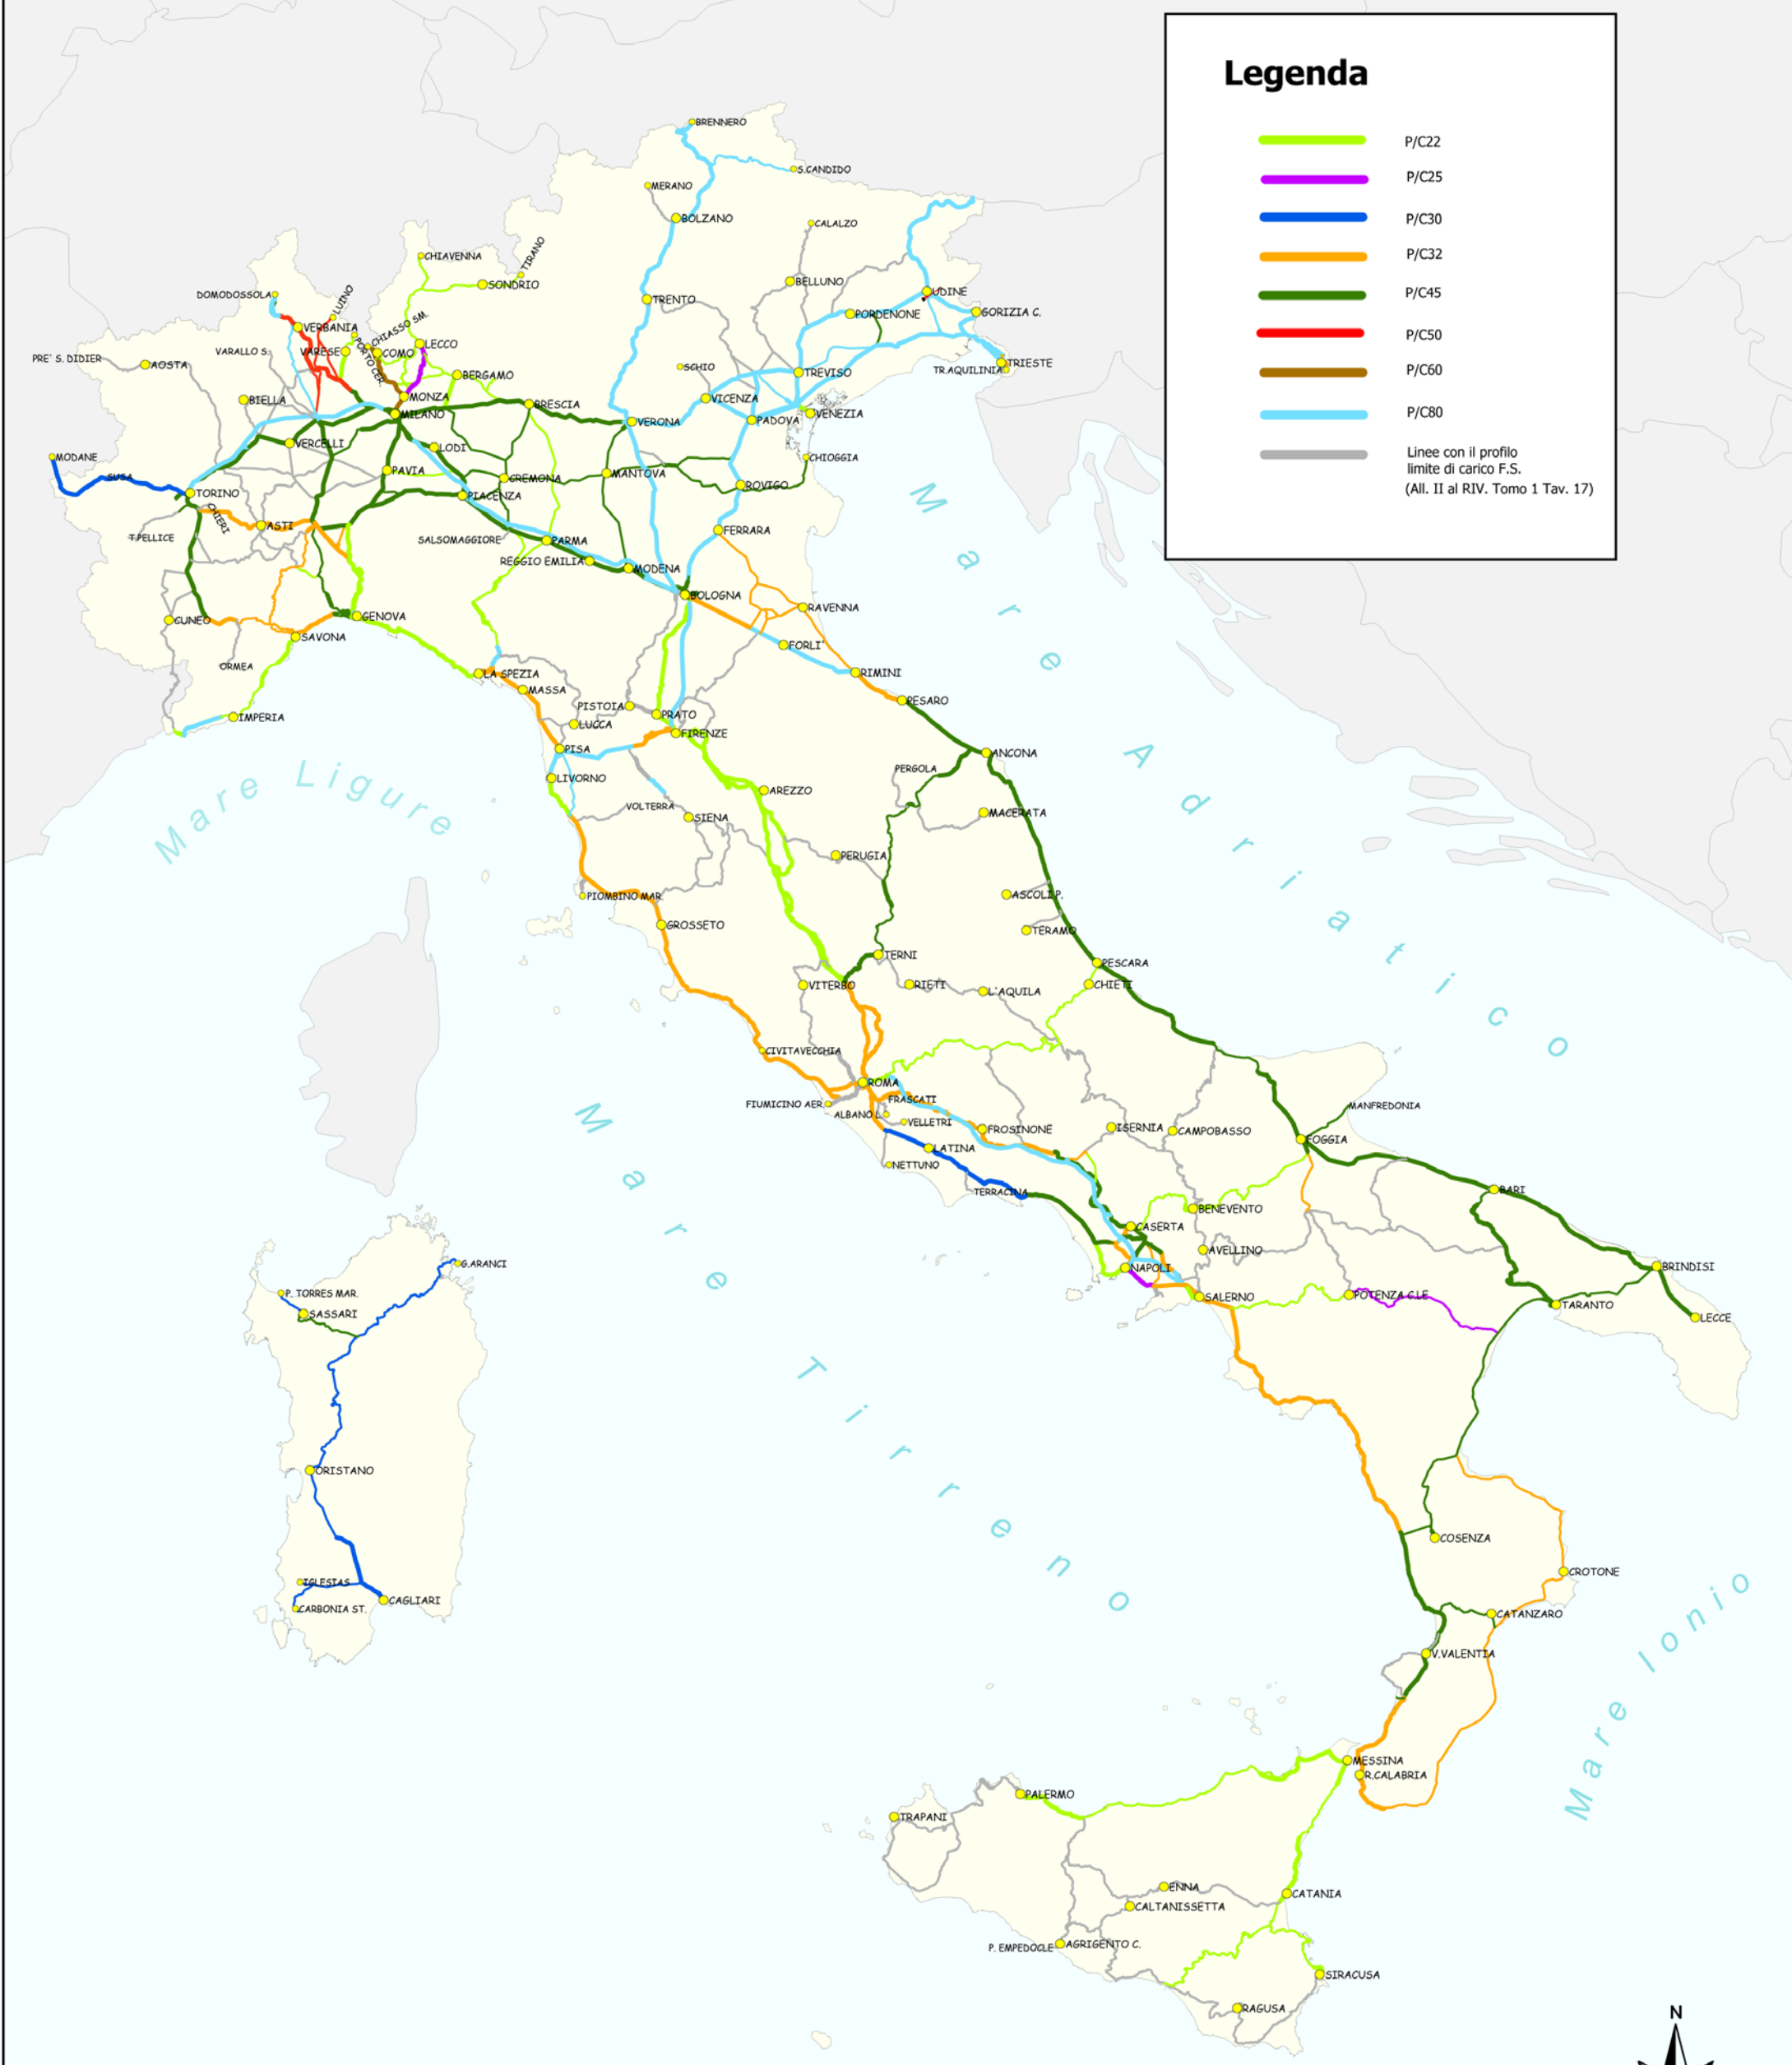 Legenda
P/C22
P/C25
P/C30
P/C32
P/C45
P/C50
P/C60
P/C80
Linee con il profilo
limite di carico F.S.
(All. II al RIV. Tomo 1 Tav. 17)
BRENNERO
S.CANDIDO
MERANO
BOLZANO
CALALZO
CHIAVENNA
TIRANO
SONDRIO
BELLUNO
UDINE
DOMODOSSOLA
LUINO
TRENTO
PORDENONE
GORIZIA C.
VERBANIA
CHIASSO SM.
PORTO CER.
VARESE
COMO
LECCO
VARALLO S.
PRE' S. DIDIER
AOSTA
SCHIO
TREVISO
TRIESTE
TR.AQUILINIA
BERGAMO
BIELLA
MONZA
MILANO
BRESCIA
VICENZA
VERONA
PADOVA
VENEZIA
VERCELLI
LODI
MODANE
SUSA
PAVIA
CREMONA
MANTOVA
CHIOGGIA
ROVIGO
TORINO
CHIERI
PIACENZA
ASTI
T.PELLICE
SALSOMAGGIORE
PARMA
FERRARA
REGGIO EMILIA
MODENA
BOLOGNA
RAVENNA
CUNEO
GENOVA
SAVONA
FORLI'
ORMEA
LA SPEZIA
MASSA
RIMINI
PESARO
IMPERIA
PISTOIA
PRATO
LUCCA
FIRENZE
PISA
ANCONA
PERGOLA
LIVORNO
AREZZO
VOLTERRA
SIENA
MACERATA
PERUGIA
PIOMBINO MAR.
ASCOLI P.
GROSSETO
TERAMO
TERNI
PESCARA
VITERBO
RIETI
L'AQUILA
CHIETI
CIVITAVECCHIA
ROMA
FIUMICINO AER.
FRASCATI
ALBANO L.
VELLETRI
FROSINONE
ISERNIA
CAMPOBASSO
MANFREDONIA
FOGGIA
LATINA
NETTUNO
TERRACINA
BARI
BENEVENTO
CASERTA
AVELLINO
NAPOLI
SALERNO
POTENZA C.LE
BRINDISI
TARANTO
LECCE
G.ARANCI
P. TORRES MAR.
SASSARI
ORISTANO
IGLESIAS
CARBONIA ST.
CAGLIARI
COSENZA
CROTONE
CATANZARO
V.VALENTIA
MESSINA
R.CALABRIA
PALERMO
TRAPANI
ENNA
CALTANISSETTA
CATANIA
P. EMPEDOCLE
AGRIGENTO C.
SIRACUSA
RAGUSA
Mare Ligure
Mare Adriatico
Mare Tirreno
Mare Ionio
N